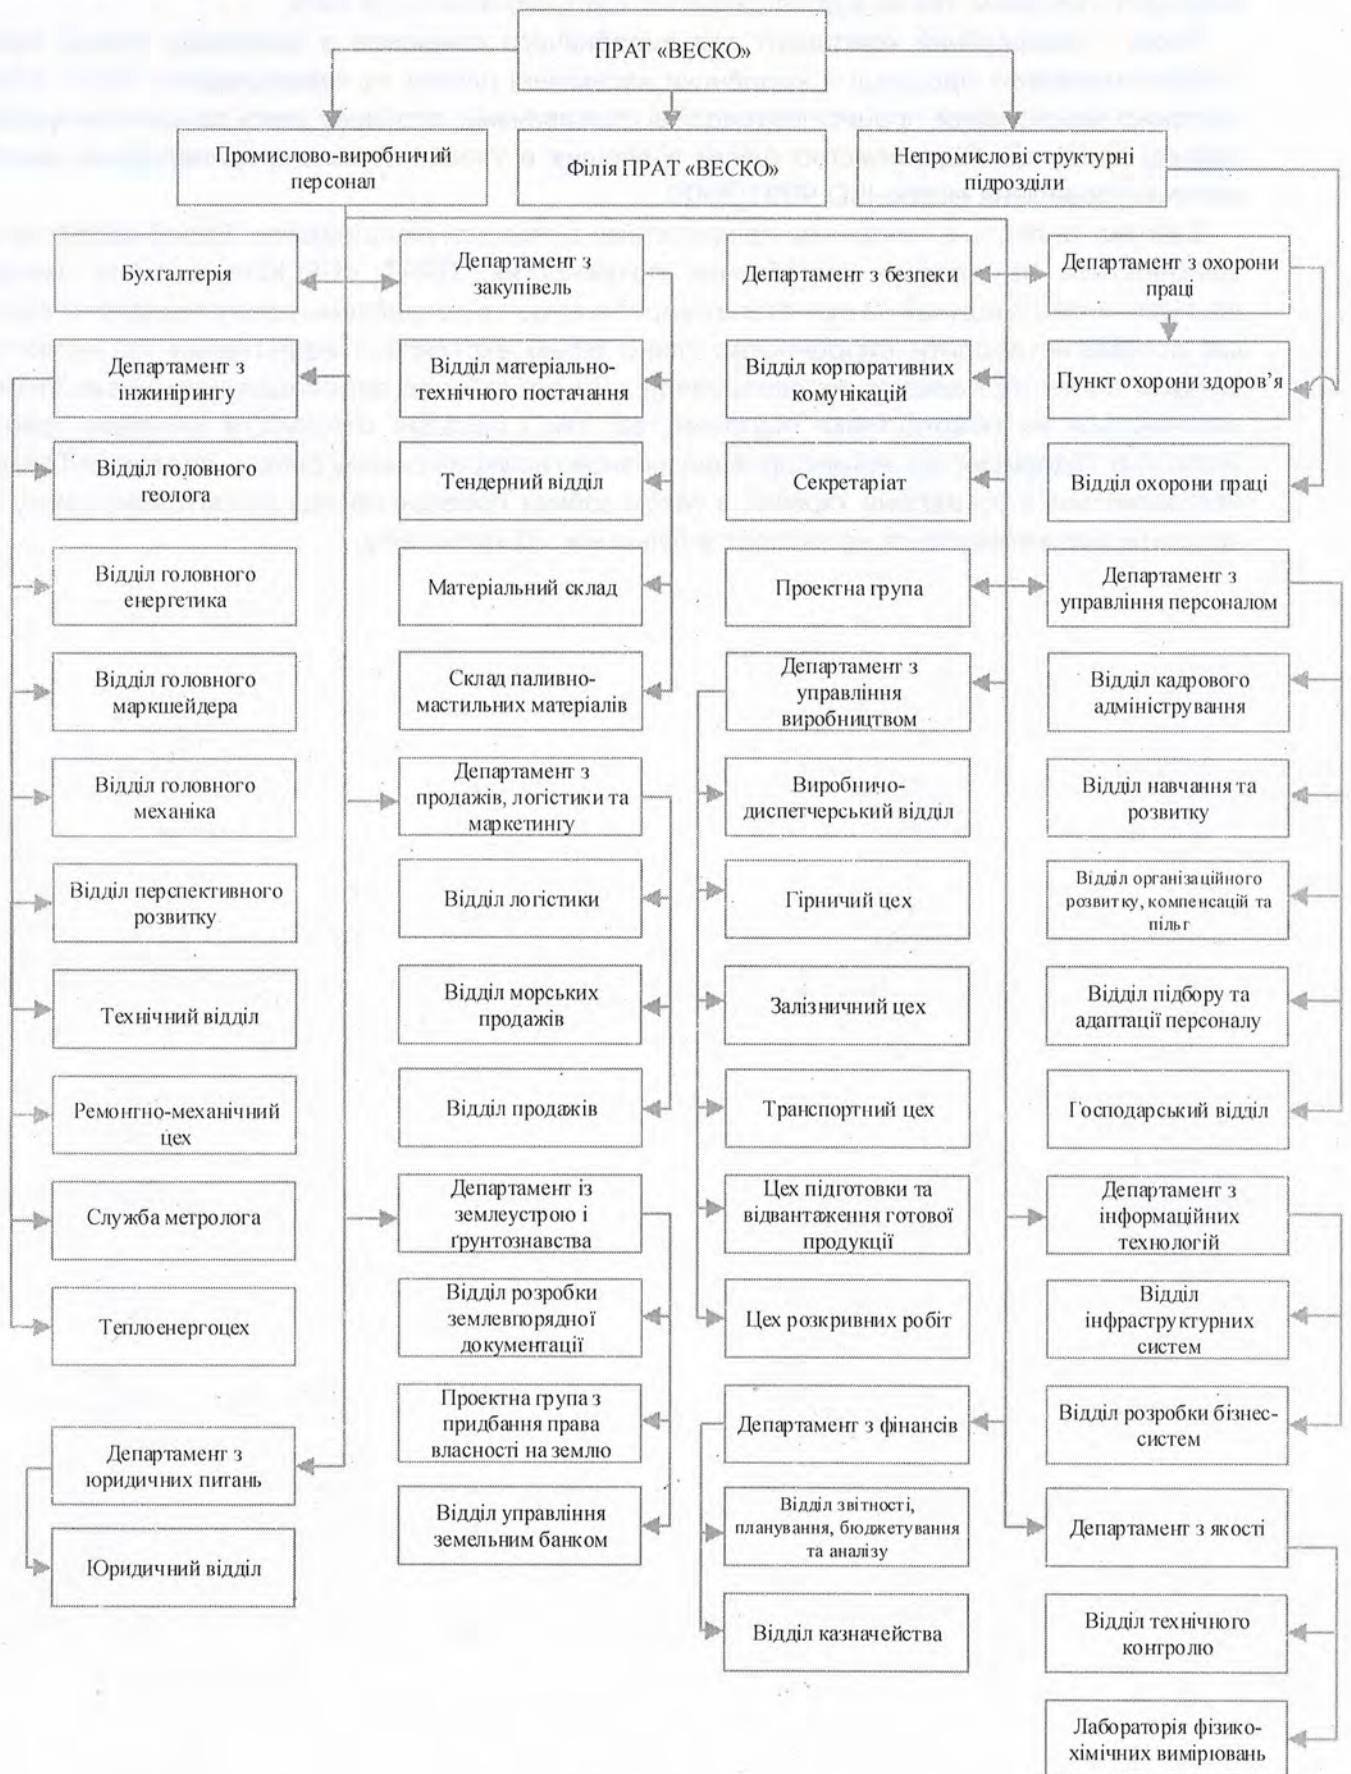 ПРАТ «ВЕСКО»
Промислово-виробничий
персонал
Філія ПРАТ «ВЕСКО»
Непромислові структурні
підрозділи
Бухгалтерія
Департамент з
закупівель
Департамент з безпеки
Департамент з охорони
праці
Департамент з
інжинірингу
Відділ матеріально-
технічного постачання
Відділ корпоративних
комунікацій
Пункт охорони здоров'я
Відділ головного
геолога
Тендерний відділ
Секретаріат
Відділ охорони праці
Відділ головного
енергетика
Матеріальний склад
Проектна група
Департамент з
управління персоналом
Відділ головного
маркшейдера
Склад паливно-
мастильних матеріалів
Департамент з
управління
виробництвом
Відділ кадрового
адміністрування
Відділ головного
механіка
Департамент з
продажів, логістики та
маркетингу
Виробничо-
диспетчерський відділ
Відділ навчання та
розвитку
Відділ перспективного
розвитку
Відділ логістики
Гірничий цех
Відділ організаційного
розвитку, компенсацій та
пільг
Технічний відділ
Відділ морських
продажів
Залізничний цех
Відділ підбору та
адаптації персоналу
Ремонтно-механічний
цех
Відділ продажів
Транспортний цех
Господарський відділ
Служба метролога
Департамент із
землеустрою і
ґрунтознавства
Цех підготовки та
відвантаження готової
продукції
Департамент з
інформаційних
технологій
Теплоенергоцех
Відділ розробки
землевпорядної
документації
Цех розкривних робіт
Відділ
інфраструктурних
систем
Департамент з
юридичних питань
Проектна група з
придбання права
власності на землю
Департамент з фінансів
Відділ розробки бізнес-
систем
Юридичний відділ
Відділ управління
земельним банком
Відділ звітності,
планування, бюджетування
та аналізу
Департамент з якості
Відділ казначейства
Відділ технічного
контролю
Лабораторія фізико-
хімічних вимірювань